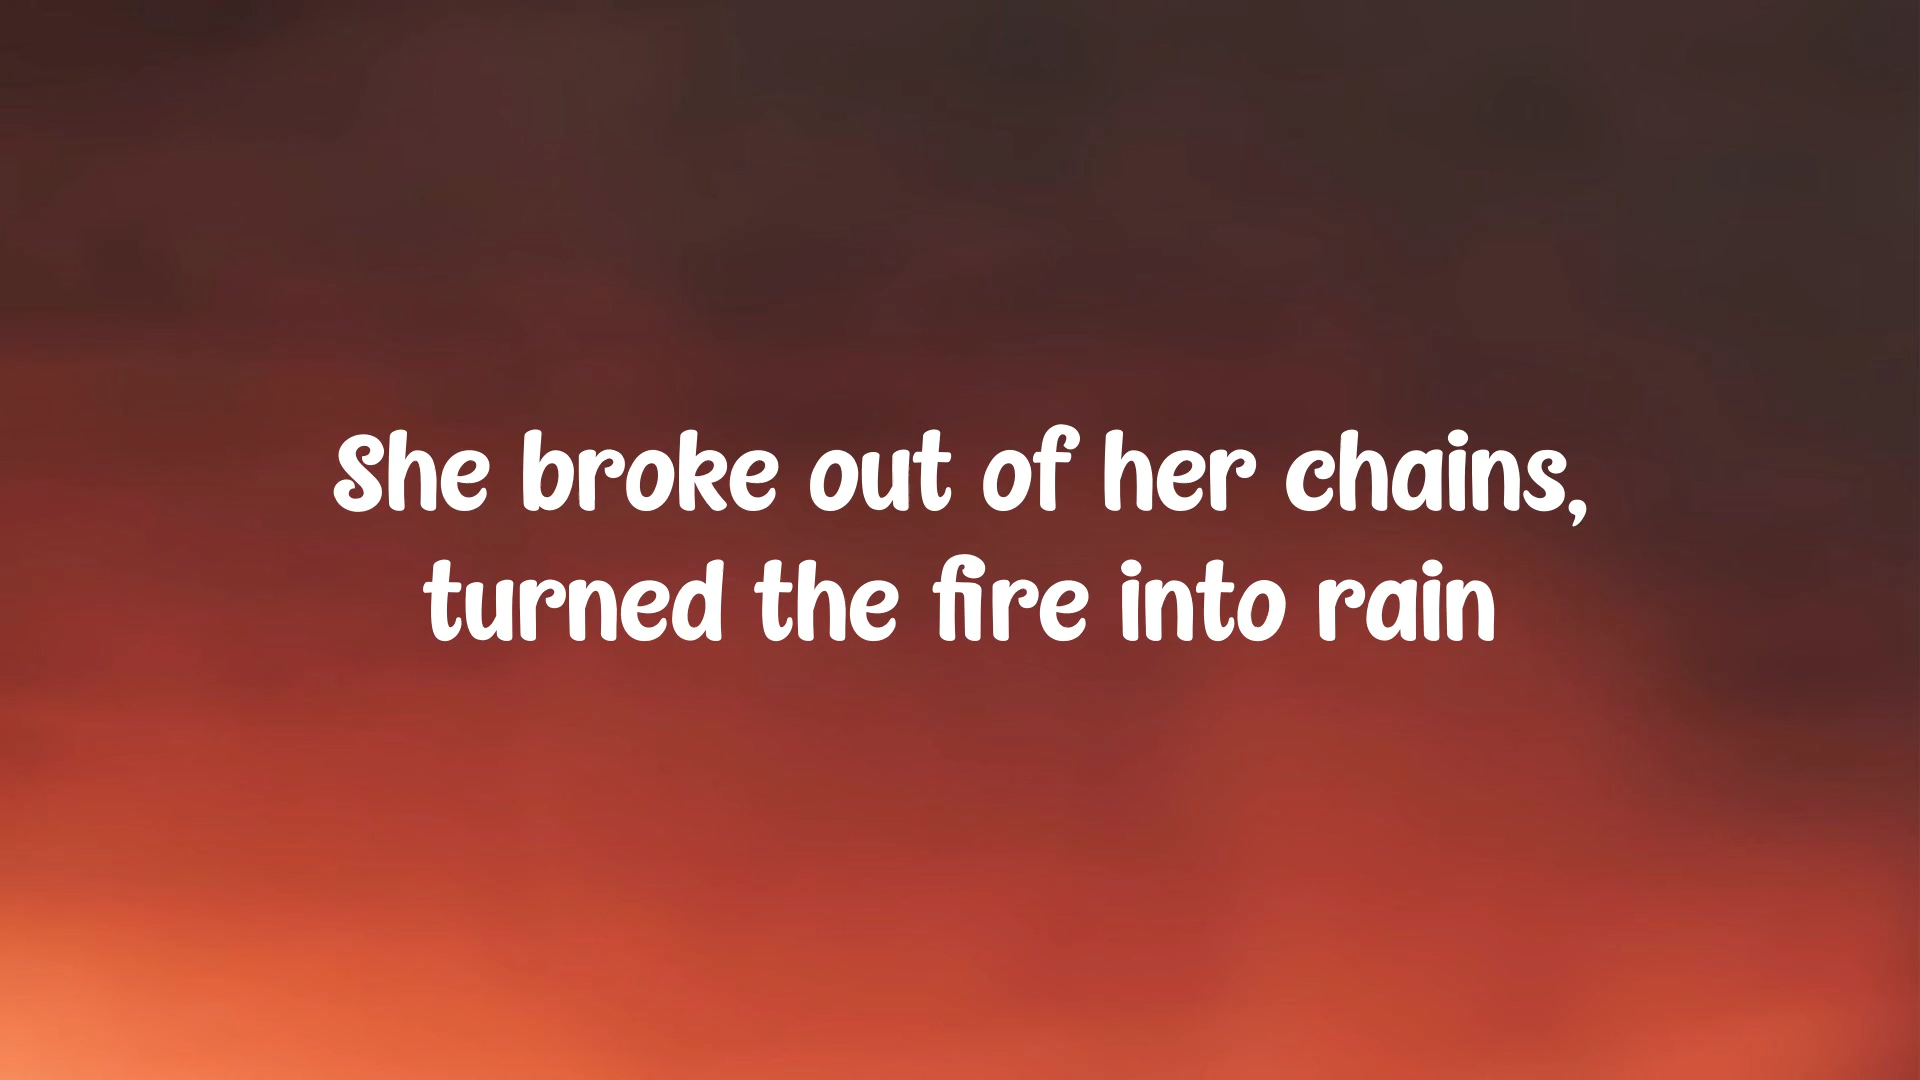 She broke out of her chains,
turned the fire into rain